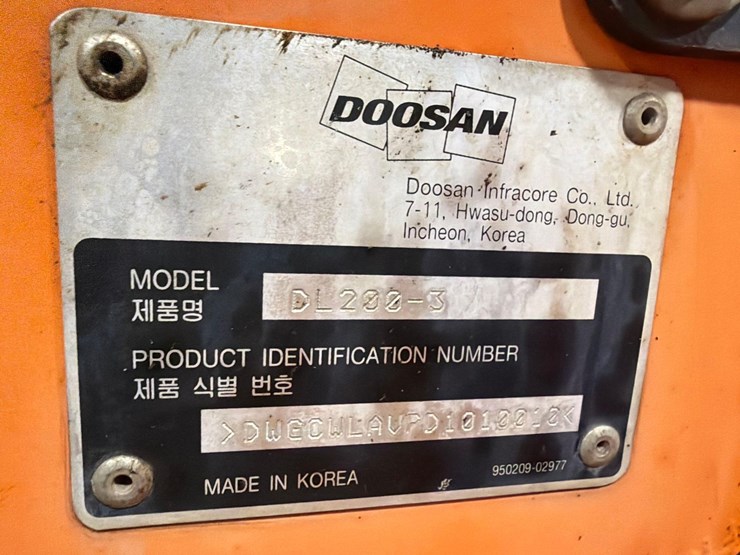 DOOSAN
Doosan Infracore Co., Ltd.
7-11, Hwasu-dong, Dong-gu,
Incheon, Korea
MODEL
제품명
DL200-3
PRODUCT IDENTIFICATION NUMBER
제품 식별 번호
>DWGCWLAVPD1010010<
MADE IN KOREA
950209-02977